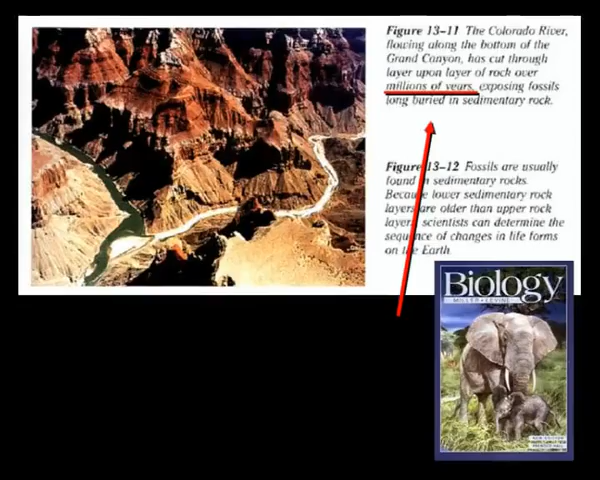 Figure 13–11 The Colorado River,
flowing along the bottom of the
Grand Canyon, has cut through
layer upon layer of rock over
millions of years, exposing fossils
long buried in sedimentary rock.
Figure 13–12 Fossils are usually
found in sedimentary rocks.
Because lower sedimentary rock
layers are older than upper rock
layers, scientists can determine the
sequence of changes in life forms
on the Earth.
Biology
MILLER • LEVINE